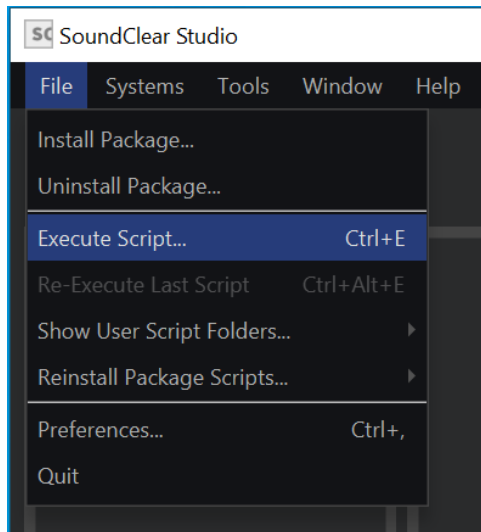 SC SoundClear Studio
File Systems Tools Window Help
Install Package...
Uninstall Package...
Execute Script... Ctrl+E
Re-Execute Last Script Ctrl+Alt+E
Show User Script Folders...
Reinstall Package Scripts...
Preferences... Ctrl+,
Quit